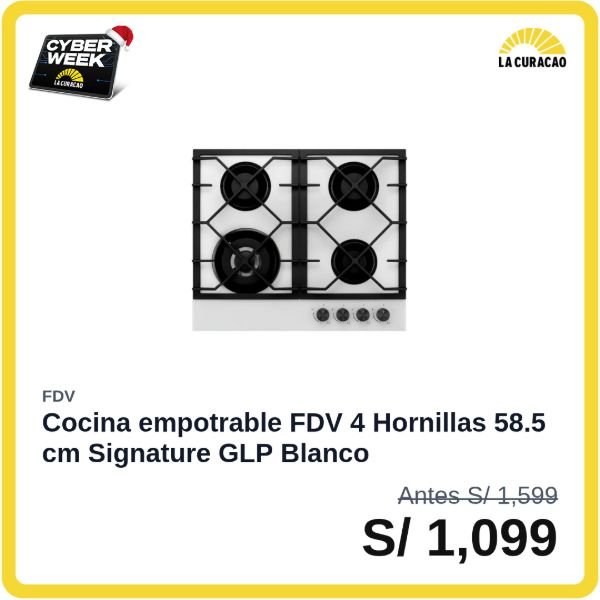 CYBER
WEEK
LA CURACAO
LA CURACAO
FDV
Cocina empotrable FDV 4 Hornillas 58.5
cm Signature GLP Blanco
Antes S/ 1,599
S/ 1,099